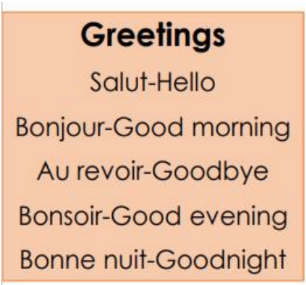 Greetings
Salut-Hello
Bonjour-Good morning
Au revoir-Goodbye
Bonsoir-Good evening
Bonne nuit-Goodnight